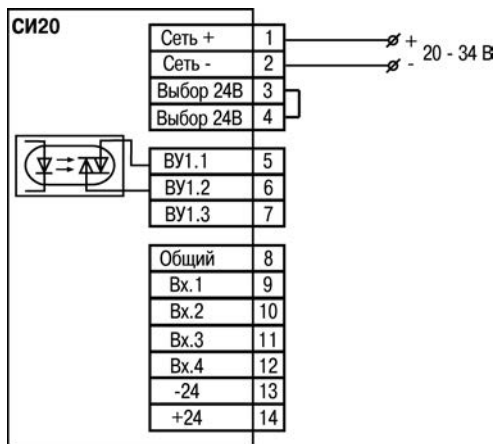 СИ20
Сеть + 1
Сеть - 2
Выбор 24В 3
Выбор 24В 4
+
- 20 - 34 В
ВУ1.1 5
ВУ1.2 6
ВУ1.3 7
Общий 8
Вх.1 9
Вх.2 10
Вх.3 11
Вх.4 12
-24 13
+24 14